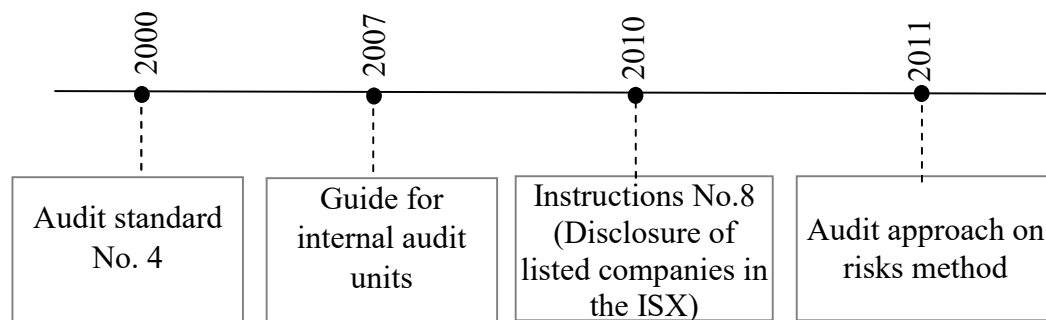 2000
2007
2010
2011
Audit standard
No. 4
Guide for
internal audit
units
Instructions No.8
(Disclosure of
listed companies in
the ISX)
Audit approach on
risks method